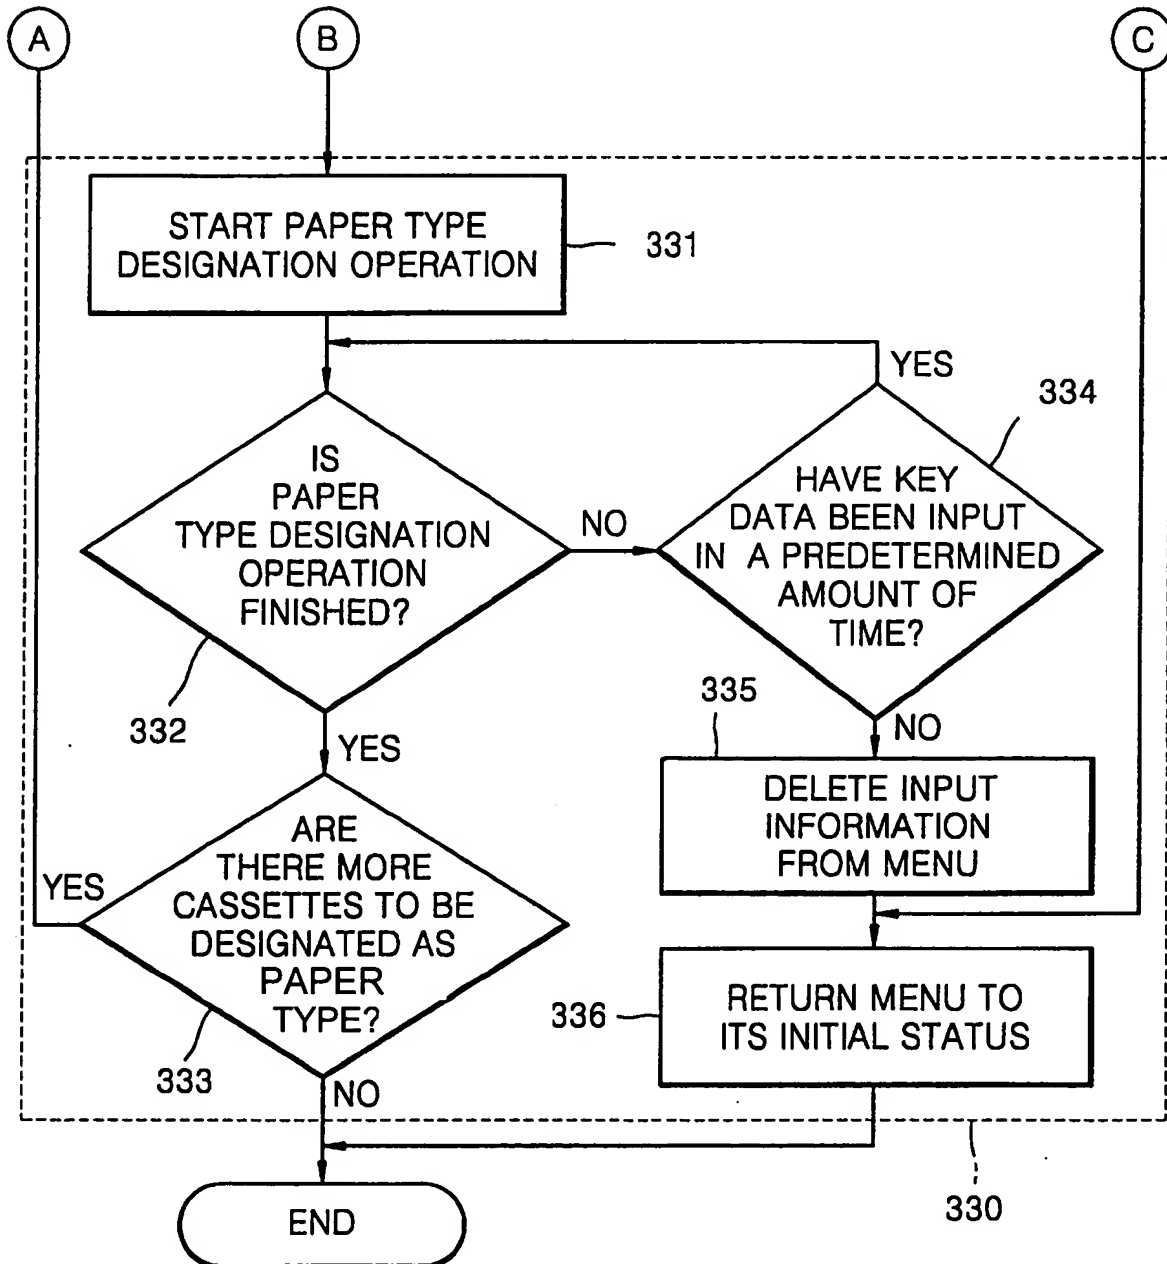 A
B
C
START PAPER TYPE
DESIGNATION OPERATION
331
YES
334
IS
PAPER
TYPE DESIGNATION
OPERATION
FINISHED?
NO
HAVE KEY
DATA BEEN INPUT
IN A PREDETERMINED
AMOUNT OF
TIME?
332
YES
335
NO
DELETE INPUT
INFORMATION
FROM MENU
YES
ARE
THERE MORE
CASSETTES TO BE
DESIGNATED AS
PAPER
TYPE?
333
NO
336
RETURN MENU TO
ITS INITIAL STATUS
END
330